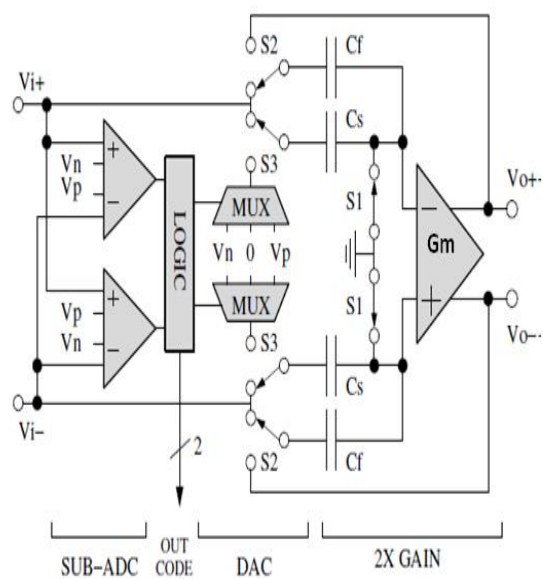 S2
Cf
Vi+
Cs
Vn
Vp
+
−
S3
MUX
S1
Vo+-
LOGIC
Vn 0 Vp
−
Gm
+
Vp
Vn
+
−
MUX
S1
Vo--
S3
Cs
Vi−
2
S2
Cf
SUB−ADC
OUT
CODE
DAC
2X GAIN